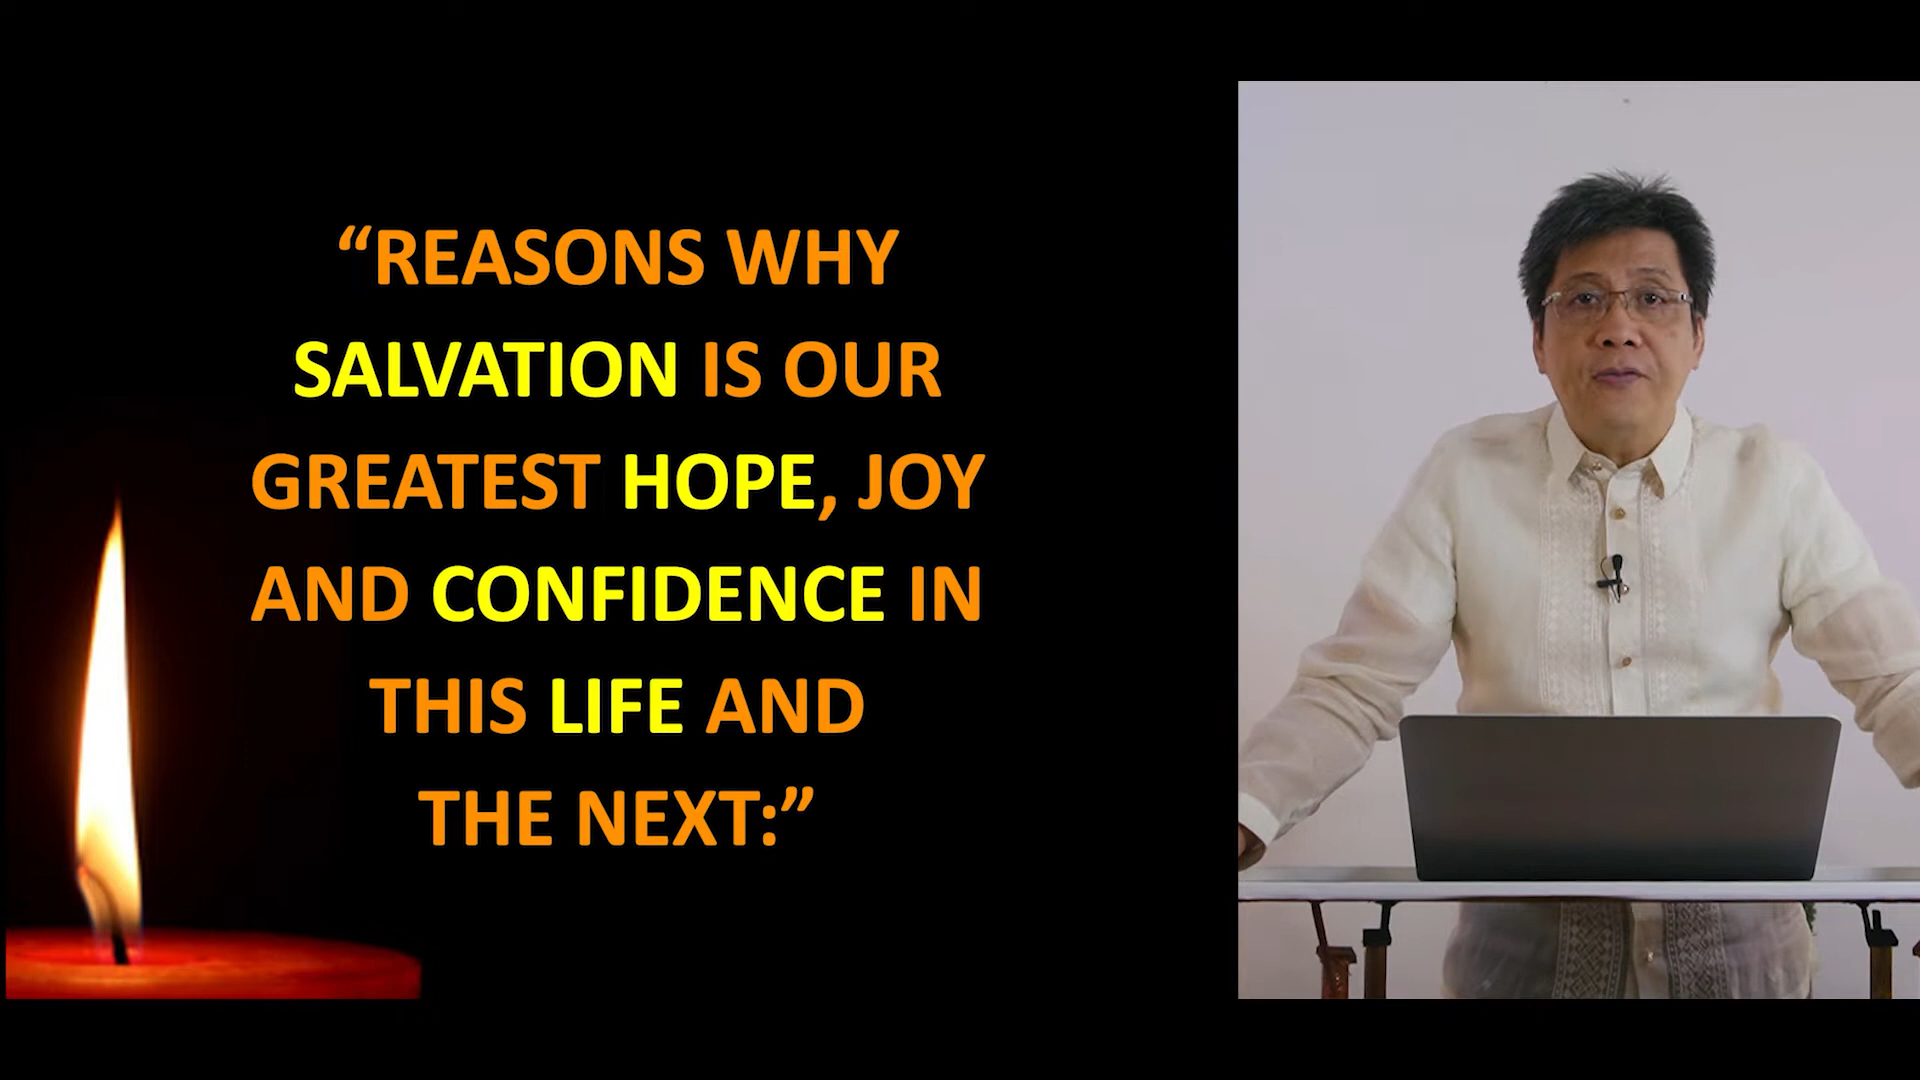 “REASONS WHY
SALVATION IS OUR
GREATEST HOPE, JOY
AND CONFIDENCE IN
THIS LIFE AND
THE NEXT:”